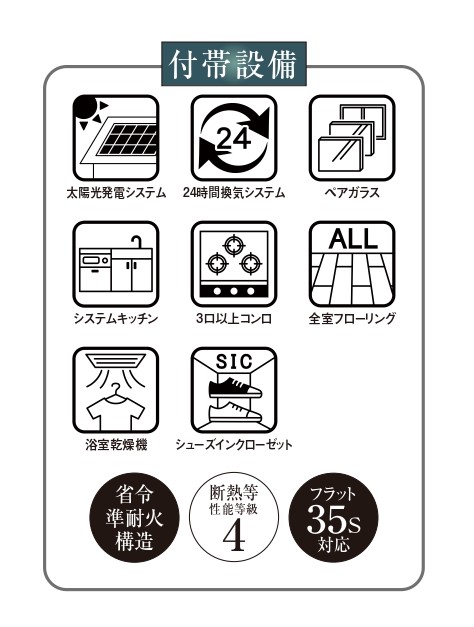 付帯設備
24
太陽光発電システム
24時間換気システム
ペアガラス
ALL
システムキッチン
3口以上コンロ
全室フローリング
SIC
浴室乾燥機
シューズインクローゼット
省令
準耐火
構造
断熱等
性能等級
4
フラット
35S
対応